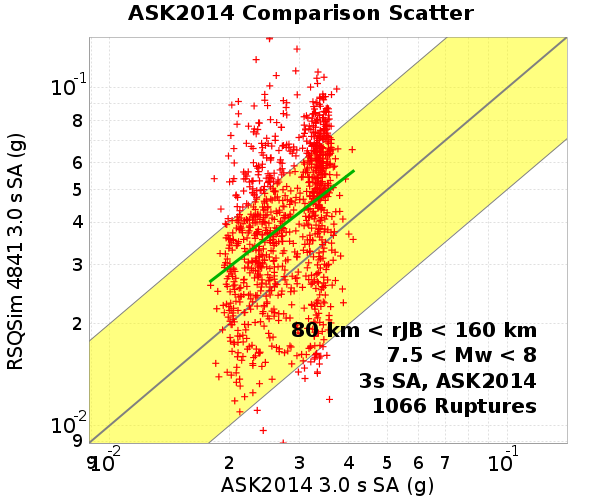 ASK2014 Comparison Scatter
RSQSim 4841 3.0 s SA (g)
10-1
8
6
5
4
3
2
10-2
9
80 km < rJB < 160 km
7.5 < Mw < 8
3s SA, ASK2014
1066 Ruptures
9 10-2 2 3 4 5 6 7 10-1
ASK2014 3.0 s SA (g)